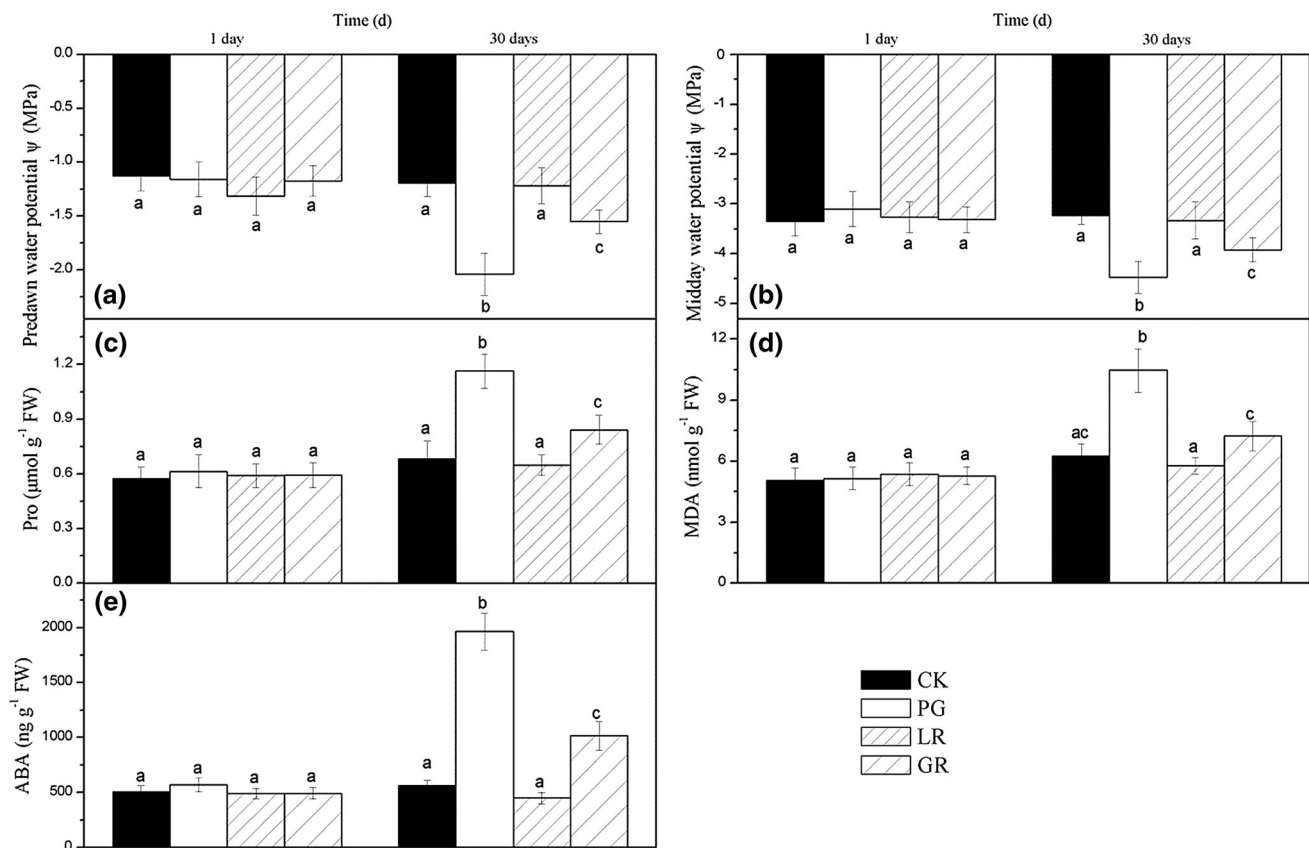 Time (d)
1 day 30 days
Predawn water potential ψ (MPa)
0.0
-0.5
-1.0
-1.5
-2.0
a a a a a b a c
(a)
Time (d)
1 day 30 days
Midday water potential ψ (MPa)
0
-1
-2
-3
-4
-5
a a a a a b a c
(b)
(c)
Pro (μmol g-1 FW)
1.2
0.9
0.6
0.3
0.0
a a a a a b a c
(d)
MDA (nmol g-1 FW)
12
9
6
3
0
a a a a ac b a c
(e)
ABA (ng g-1 FW)
2000
1500
1000
500
0
a a a a a b a c
CK
PG
LR
GR